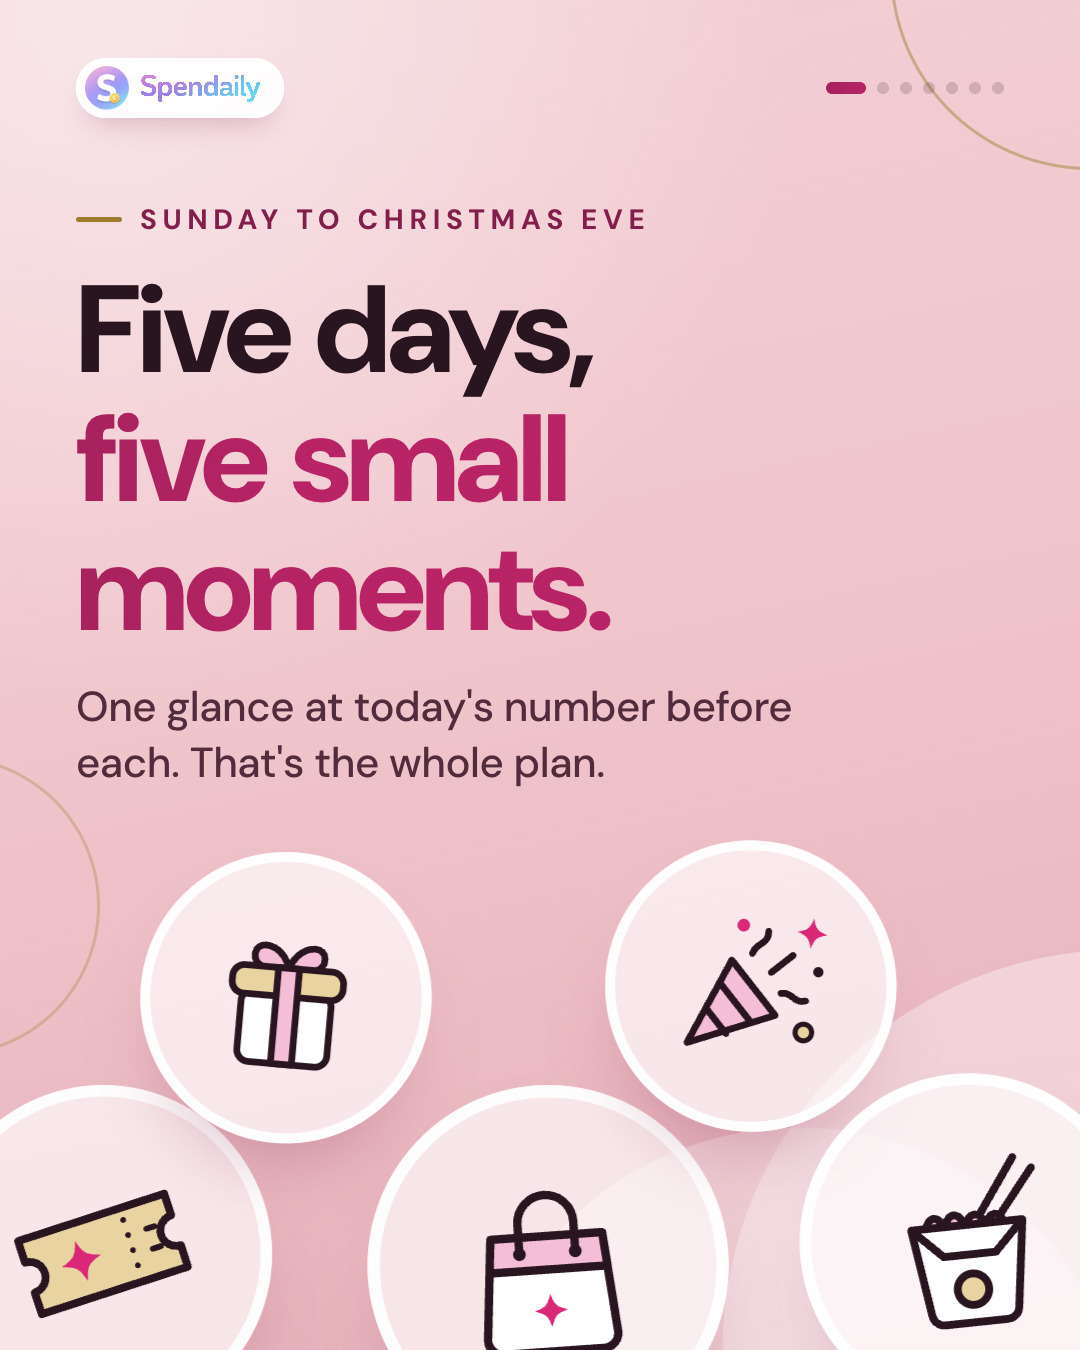 Spendaily
SUNDAY TO CHRISTMAS EVE
Five days,
five small
moments.
One glance at today's number before
each. That's the whole plan.